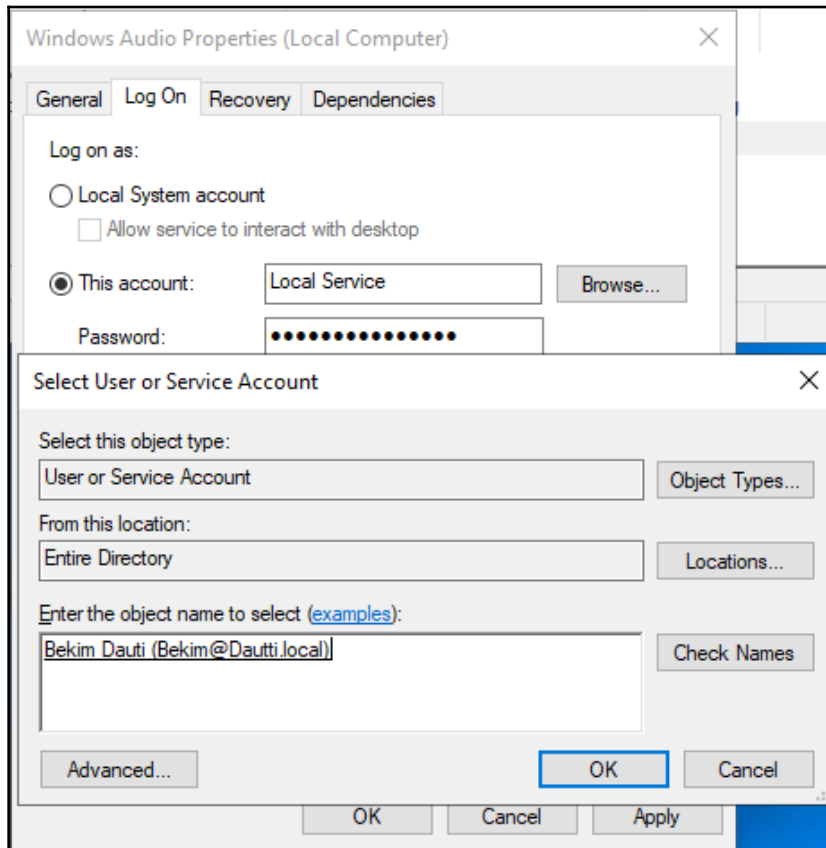 Windows Audio Properties (Local Computer)
General Log On Recovery Dependencies
Log on as:
Local System account
Allow service to interact with desktop
This account: Local Service Browse...
Password: ●●●●●●●●●●●●●●●
Select User or Service Account
Select this object type:
User or Service Account Object Types...
From this location:
Entire Directory Locations...
Enter the object name to select (examples):
Bekim Dauti (Bekim@Dautti.local) Check Names
Advanced... OK Cancel
OK Cancel Apply